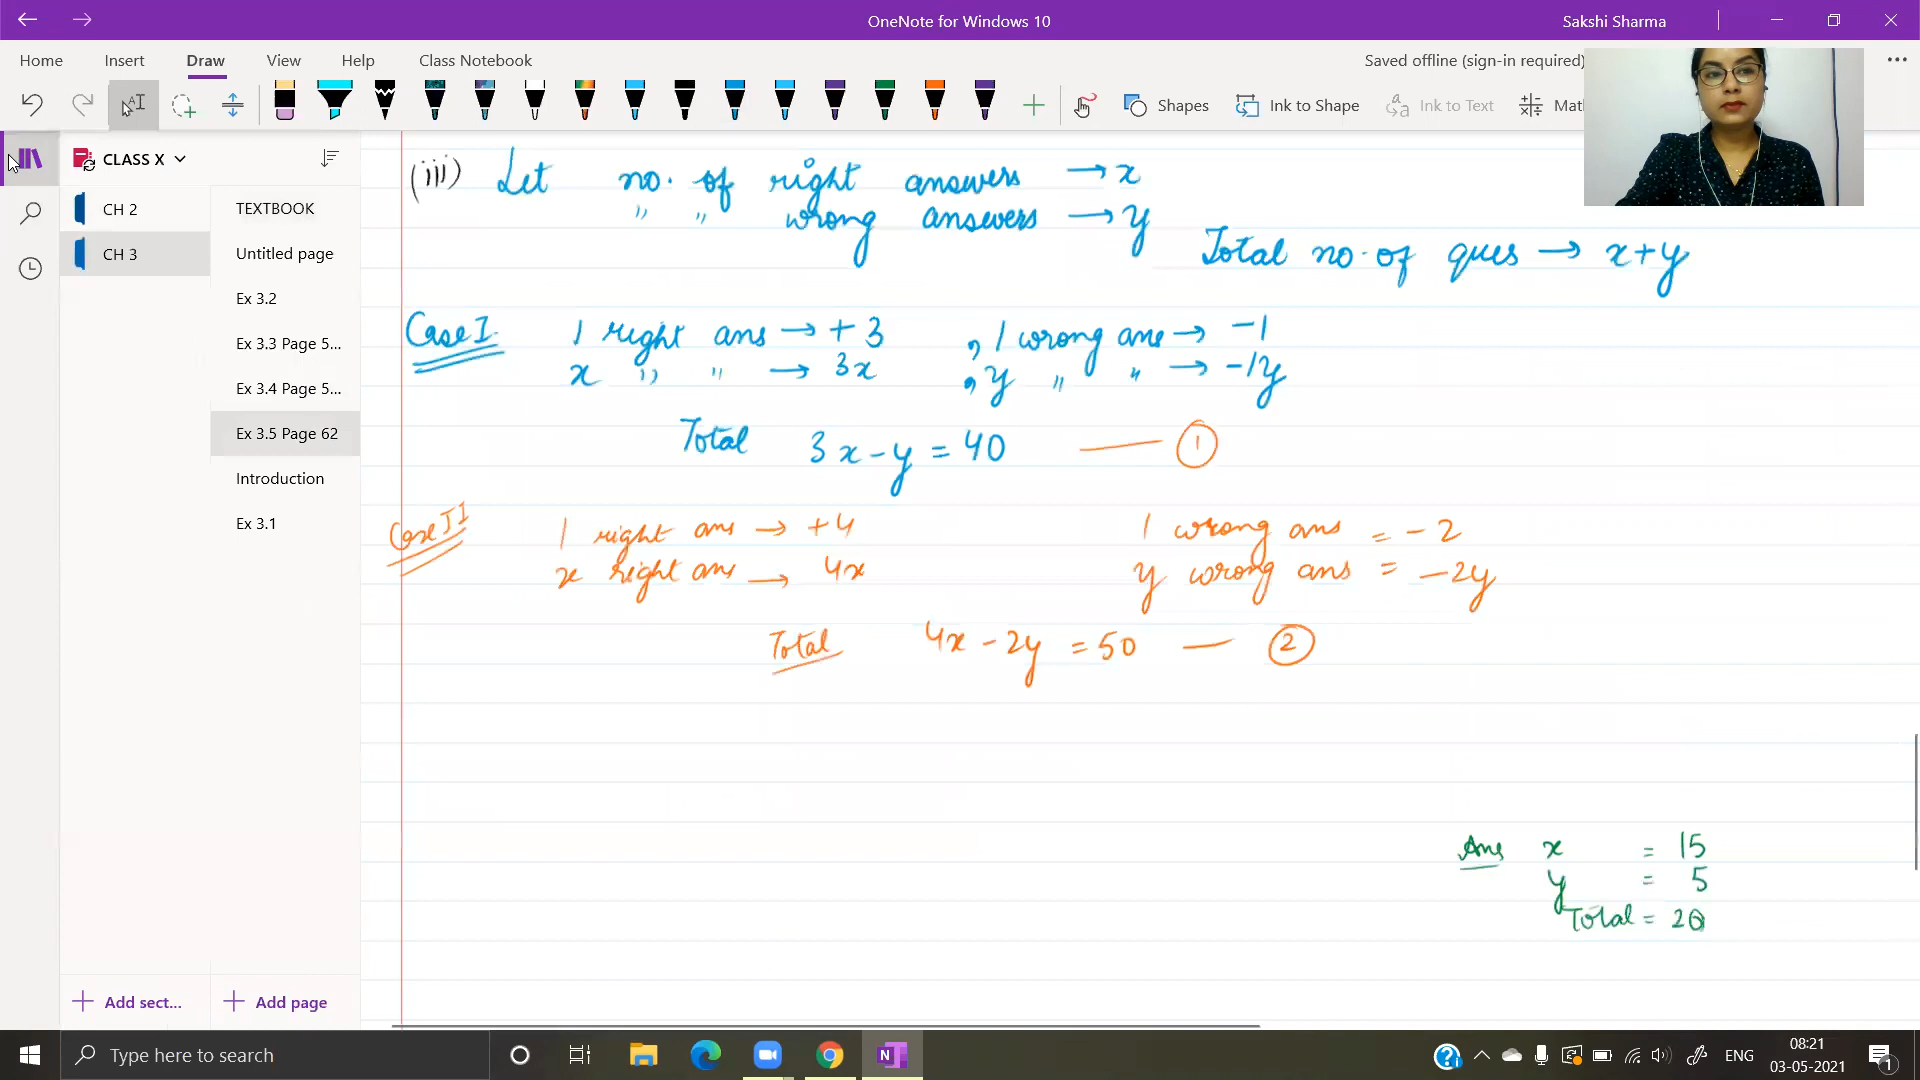 OneNote for Windows 10
Sakshi Sharma
Home Insert Draw View Help Class Notebook
Saved offline (sign-in required)
Shapes Ink to Shape Ink to Text Mat
CLASS X
CH 2
CH 3
TEXTBOOK
Untitled page
Ex 3.2
Ex 3.3 Page 5...
Ex 3.4 Page 5...
Ex 3.5 Page 62
Introduction
Ex 3.1
Add sect...
Add page
(iii) Let no. of right answers → x
" " wrong answers → y
Total no. of ques → x+y
Case I 1 right ans → +3 , 1 wrong ans → -1
x " " → 3x , y " " → -1y
Total 3x - y = 40 — ①
Case II 1 right ans → +4 1 wrong ans = -2
x right ans → 4x y wrong ans = -2y
Total 4x - 2y = 50 — ②
Ans x = 15
y = 5
Total = 20
Type here to search
ENG
08:21
03-05-2021
1